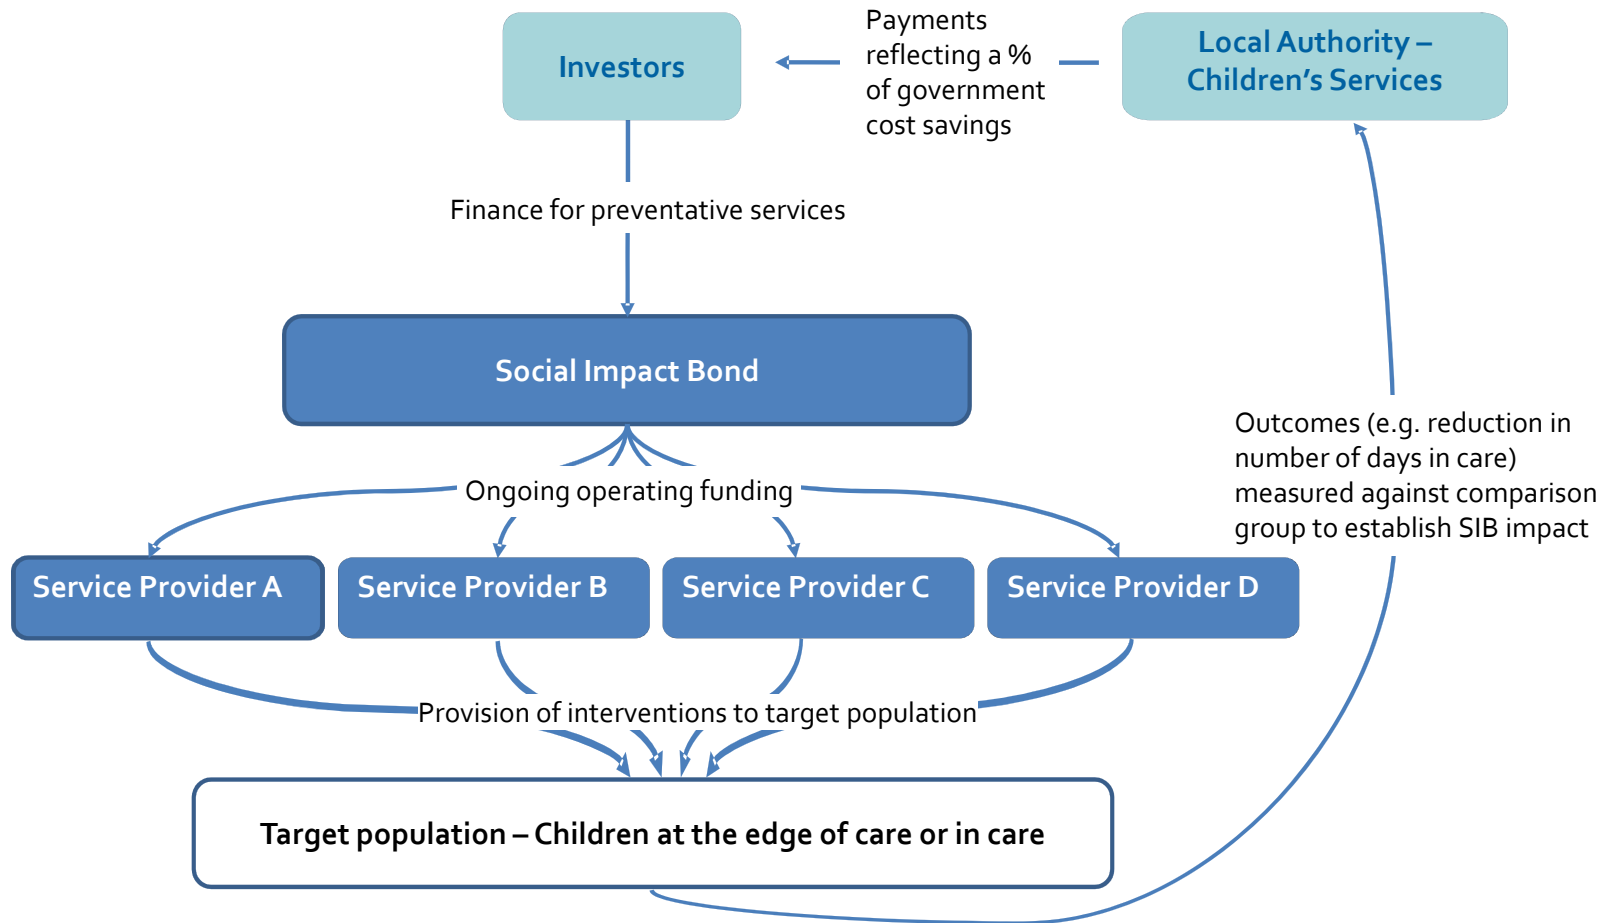 Investors
Payments
reflecting a %
of government
cost savings
Local Authority –
Children's Services
Finance for preventative services
Social Impact Bond
Ongoing operating funding
Outcomes (e.g. reduction in
number of days in care)
measured against comparison
group to establish SIB impact
Service Provider A
Service Provider B
Service Provider C
Service Provider D
Provision of interventions to target population
Target population – Children at the edge of care or in care